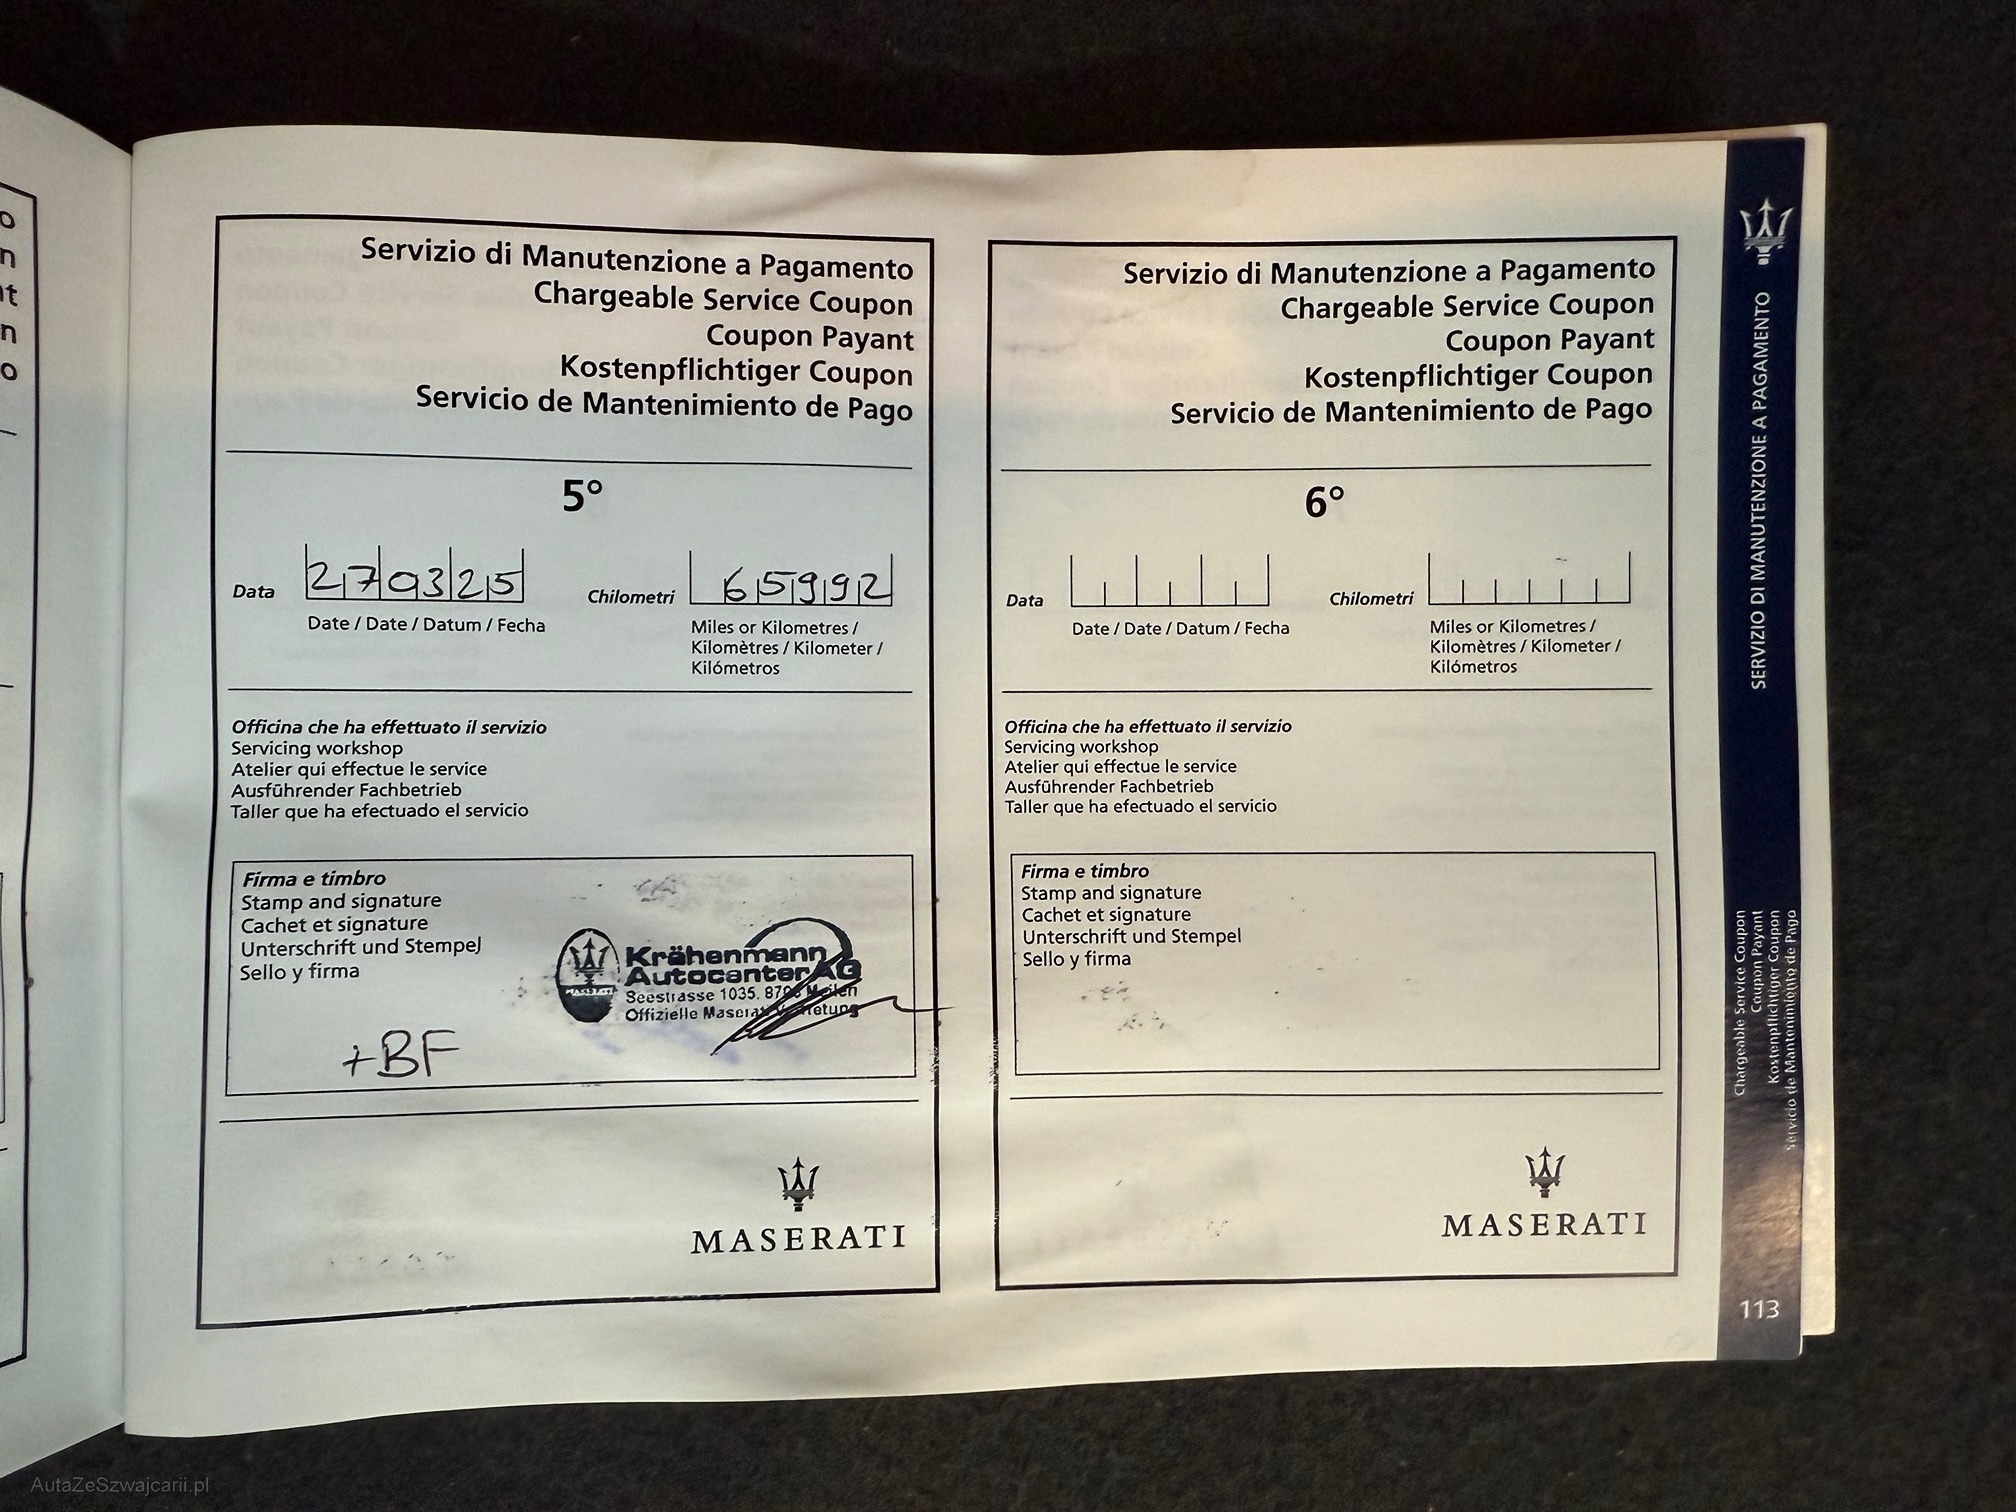 o
n
nt
n
o
Servizio di Manutenzione a Pagamento
Chargeable Service Coupon
Coupon Payant
Kostenpflichtiger Coupon
Servicio de Mantenimiento de Pago
5°
Data 270325 Chilometri 65992
Date / Date / Datum / Fecha
Miles or Kilometres /
Kilomètres / Kilometer /
Kilómetros
Officina che ha effettuato il servizio
Servicing workshop
Atelier qui effectue le service
Ausführender Fachbetrieb
Taller que ha efectuado el servicio
Firma e timbro
Stamp and signature
Cachet et signature
Unterschrift und Stempel
Sello y firma
MASERATI
Krähenmann
Autocenter AG
Seestrasse 1035. Meilen
Offizielle
+BF
MASERATI
Servizio di Manutenzione a Pagamento
Chargeable Service Coupon
Coupon Payant
Kostenpflichtiger Coupon
Servicio de Mantenimiento de Pago
6°
Data Chilometri
Date / Date / Datum / Fecha
Miles or Kilometres /
Kilomètres / Kilometer /
Kilómetros
Officina che ha effettuato il servizio
Servicing workshop
Atelier qui effectue le service
Ausführender Fachbetrieb
Taller que ha efectuado el servicio
Firma e timbro
Stamp and signature
Cachet et signature
Unterschrift und Stempel
Sello y firma
MASERATI
SERVIZIO DI MANUTENZIONE A PAGAMENTO
Chargeable Service Coupon
Coupon Payant
Kostenpflichtiger Coupon
Servicio de Mantenimiento de Pago
113
AutaZeSzwajcarii.pl